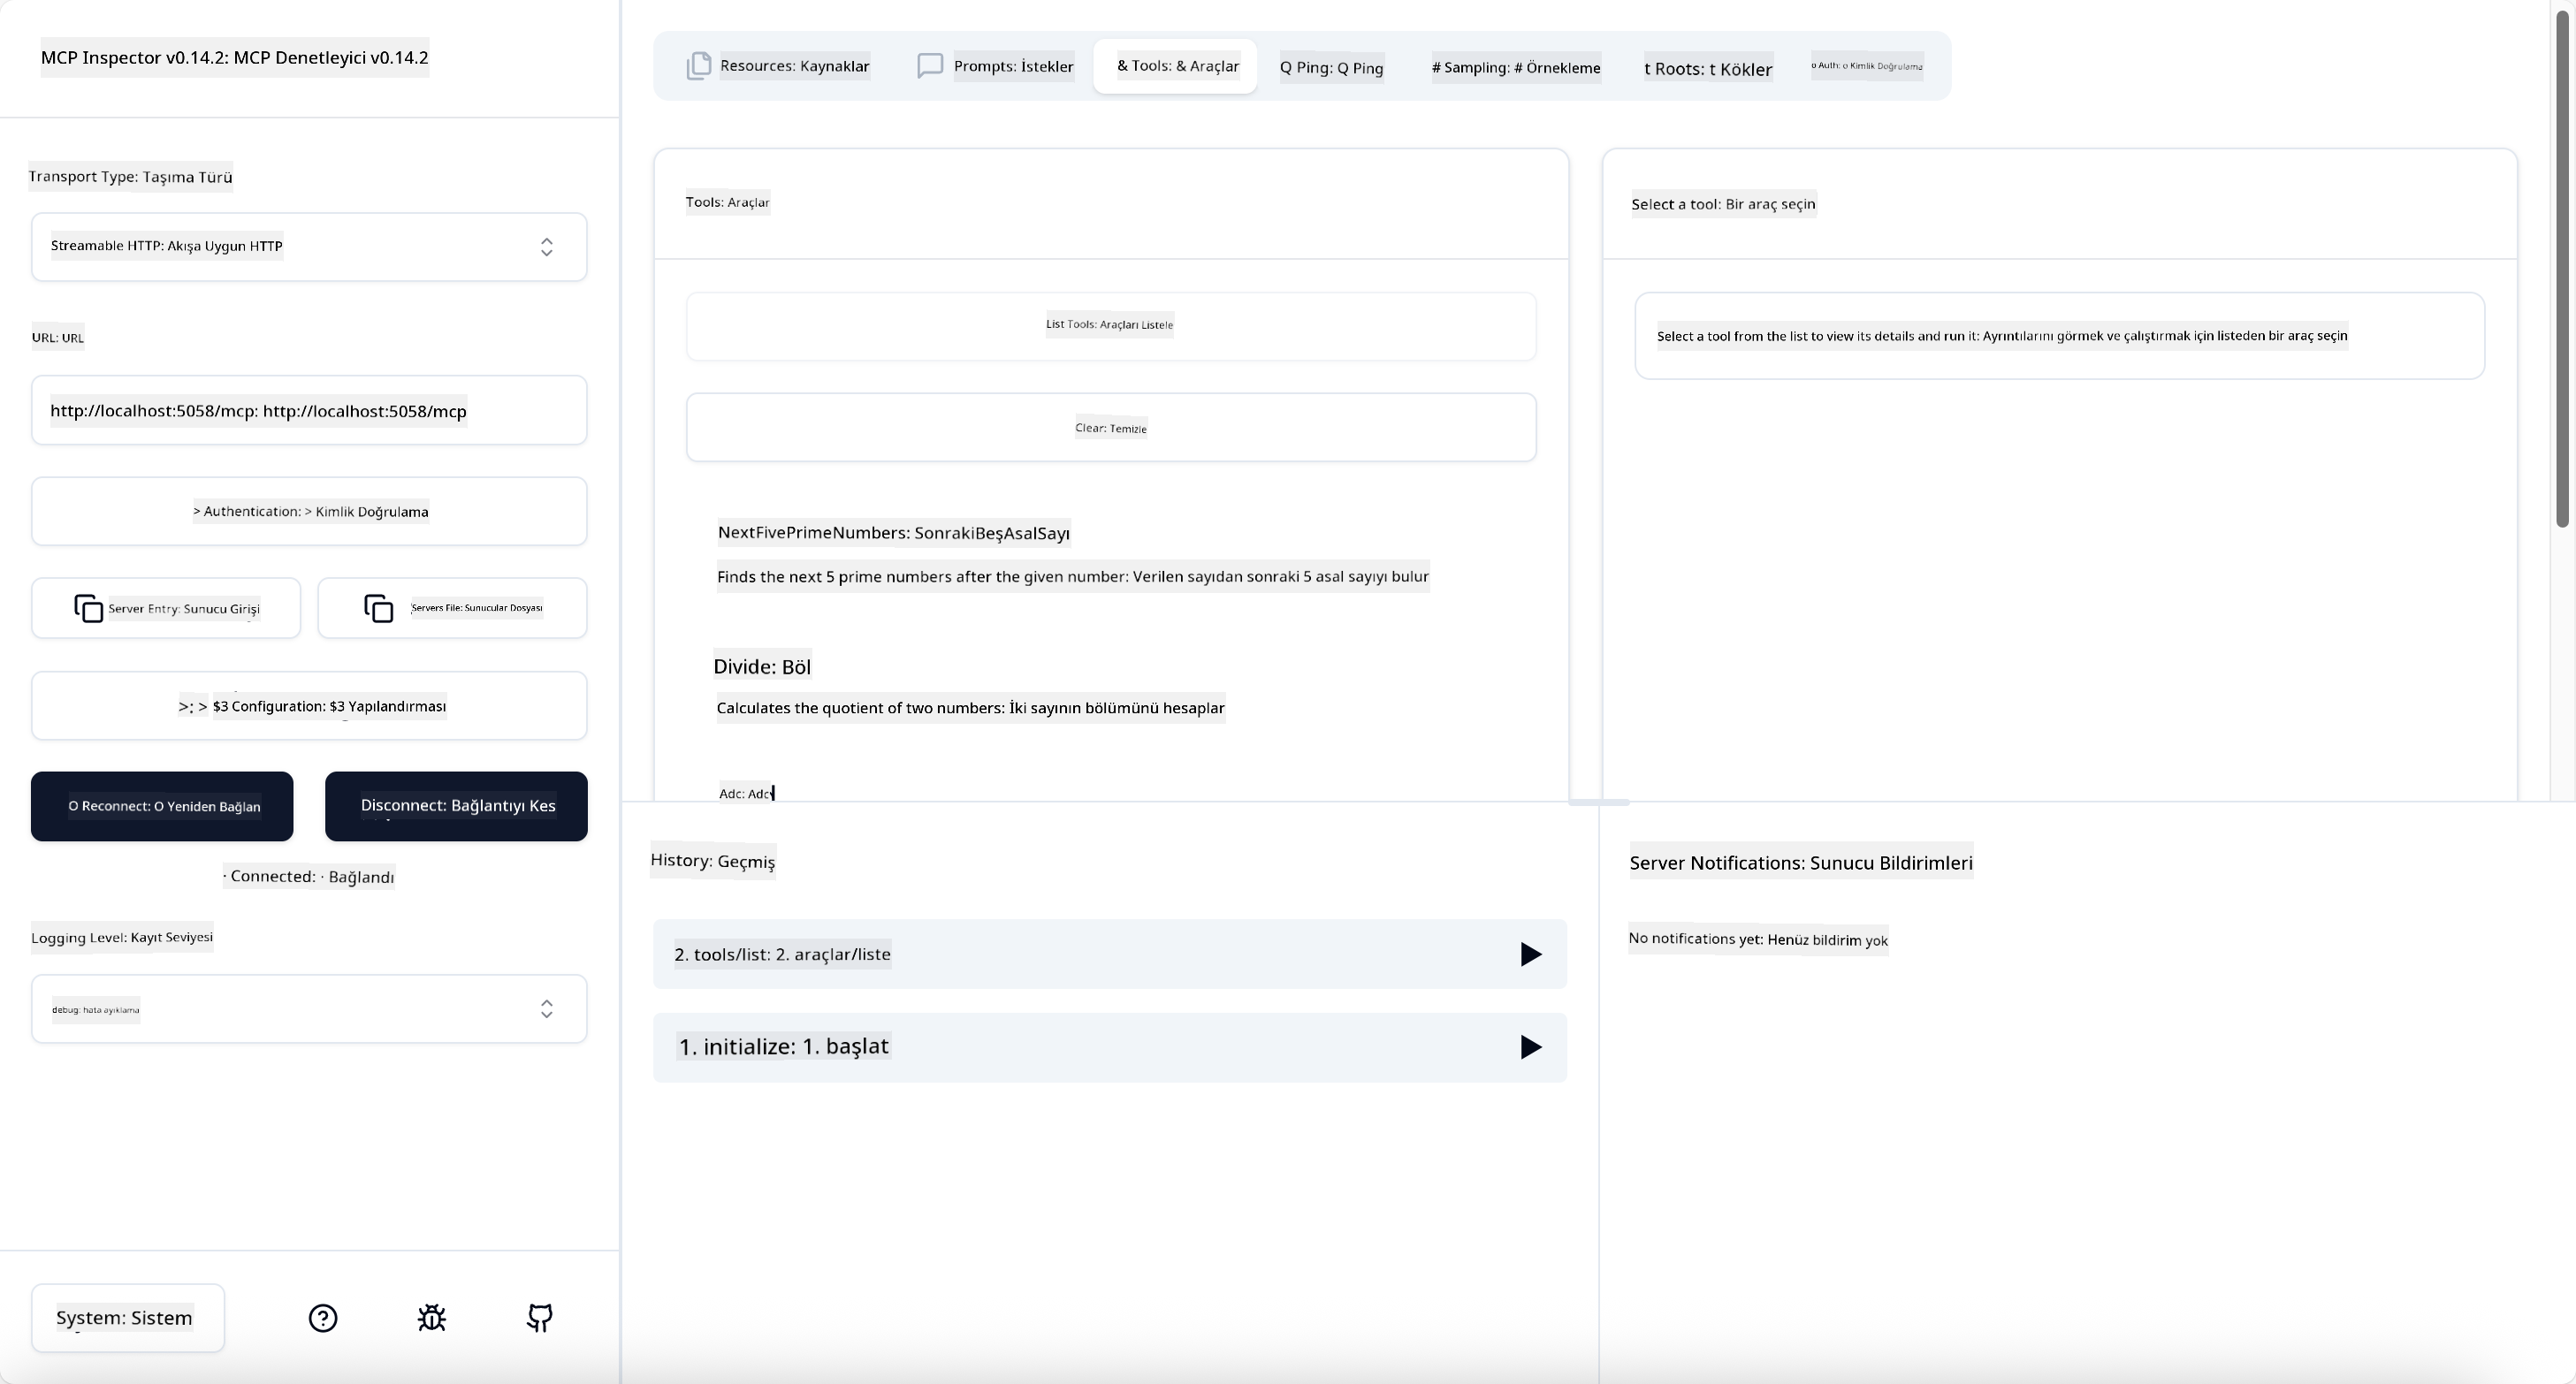 MCP Inspector v0.14.2: MCP Denetleyici v0.14.2
Transport Type: Taşıma Türü
Streamable HTTP: Akışa Uygun HTTP
URL: URL
http://localhost:5058/mcp: http://localhost:5058/mcp
> Authentication: > Kimlik Doğrulama
Server Entry: Sunucu Girişi
Servers File: Sunucular Dosyası
>: > $3 Configuration: $3 Yapılandırması
O Reconnect: O Yeniden Bağlan
Disconnect: Bağlantıyı Kes
· Connected: · Bağlandı
Logging Level: Kayıt Seviyesi
debug: hata ayıklama
System: Sistem
Resources: Kaynaklar
Prompts: İstekler
& Tools: & Araçlar
Q Ping: Q Ping
# Sampling: # Örnekleme
t Roots: t Kökler
o Auth: o Kimlik Doğrulama
Tools: Araçlar
List Tools: Araçları Listele
Clear: Temizle
NextFivePrimeNumbers: SonrakiBeşAsalSayı
Finds the next 5 prime numbers after the given number: Verilen sayıdan sonraki 5 asal sayıyı bulur
Divide: Böl
Calculates the quotient of two numbers: İki sayının bölümünü hesaplar
Adc: Adc
Select a tool: Bir araç seçin
Select a tool from the list to view its details and run it: Ayrıntılarını görmek ve çalıştırmak için listeden bir araç seçin
History: Geçmiş
2. tools/list: 2. araçlar/liste
1. initialize: 1. başlat
Server Notifications: Sunucu Bildirimleri
No notifications yet: Henüz bildirim yok